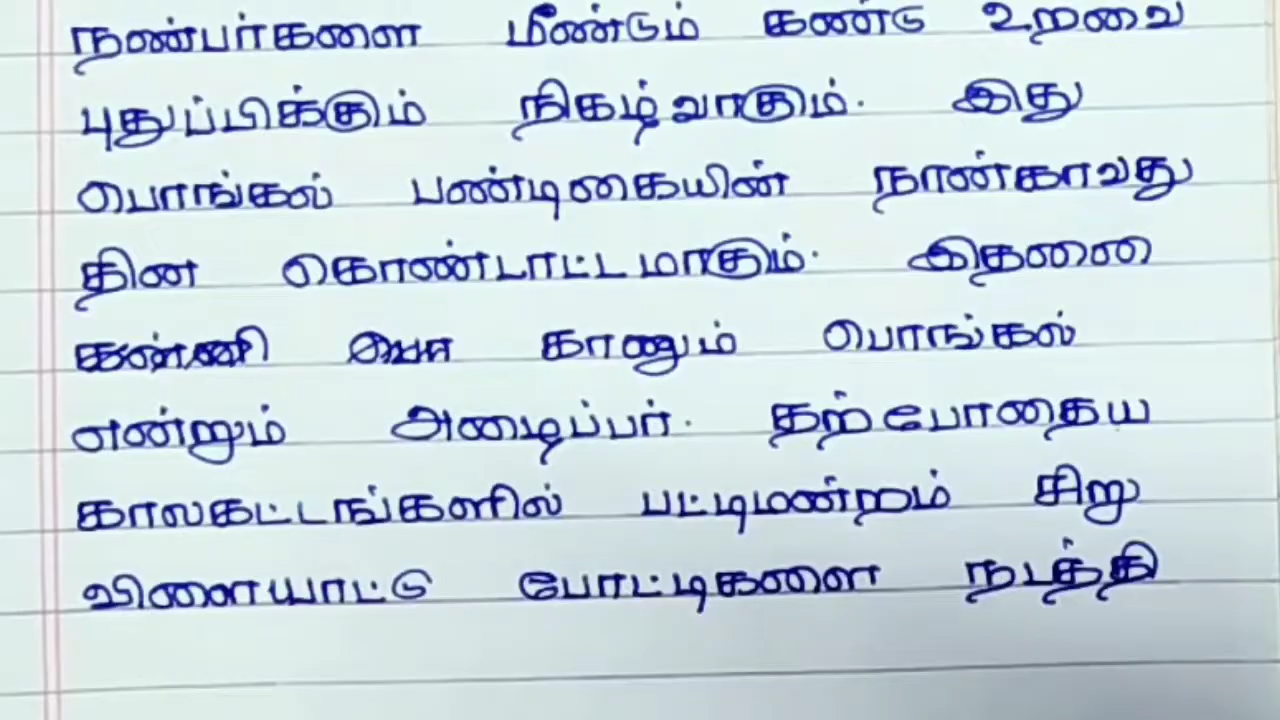 நண்பர்களை மீண்டும் கண்டு உறவை
புதுப்பிக்கும் நிகழ்வாகும். இது
பொங்கல் பண்டிகையின் நான்காவது
தின கொண்டாட்டமாகும். இதனை
கன்னி காணும் பொங்கல்
என்றும் அழைப்பர். தற்போதைய
காலகட்டங்களில் பட்டிமன்றம் சிறு
விளையாட்டு போட்டிகளை நடத்தி